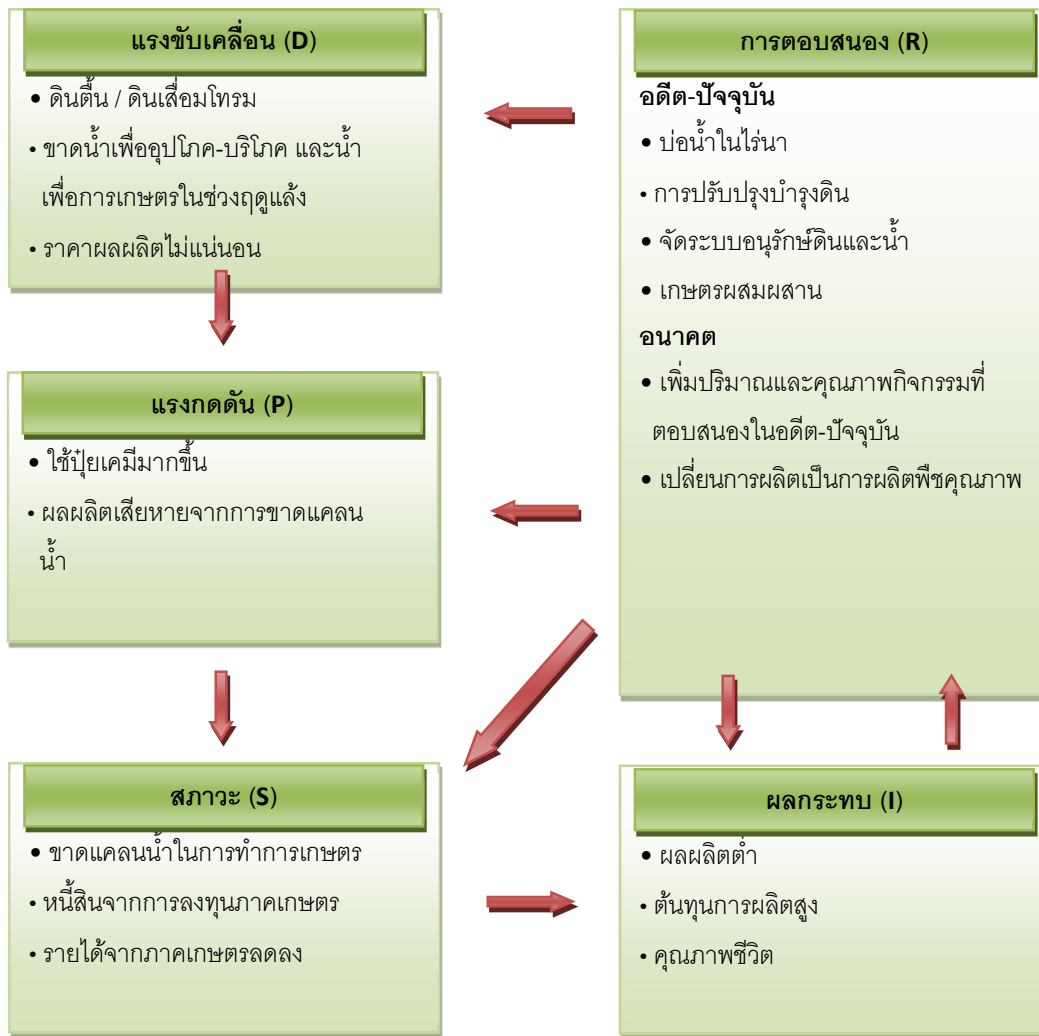 แรงขับเคลื่อน (D)
• ดินตื้น / ดินเสื่อมโทรม
• ขาดน้ำเพื่ออุปโภค-บริโภค และน้ำ
เพื่อการเกษตรในช่วงฤดูแล้ง
• ราคาผลผลิตไม่แน่นอน
แรงกดดัน (P)
• ใช้ปุ๋ยเคมีมากขึ้น
• ผลผลิตเสียหายจากการขาดแคลน
น้ำ
สภาวะ (S)
• ขาดแคลนน้ำในการทำการเกษตร
• หนี้สินจากการลงทุนภาคเกษตร
• รายได้จากภาคเกษตรลดลง
การตอบสนอง (R)
อดีต-ปัจจุบัน
• บ่อน้ำในไร่นา
• การปรับปรุงบำรุงดิน
• จัดระบบอนุรักษ์ดินและน้ำ
• เกษตรผสมผสาน
อนาคต
• เพิ่มปริมาณและคุณภาพกิจกรรมที่
ตอบสนองในอดีต-ปัจจุบัน
• เปลี่ยนการผลิตเป็นการผลิตพืชคุณภาพ
ผลกระทบ (I)
• ผลผลิตต่ำ
• ต้นทุนการผลิตสูง
• คุณภาพชีวิต